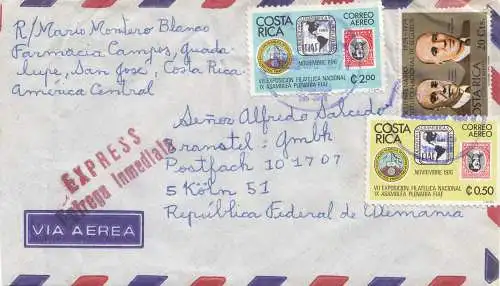 R/Mario Montero Blanco
Farmacia Campos, Guada-
lupe, San José, Costa Rica
América Central
COSTA RICA
CORREO AEREO
NOVIEMBRE 1976
VII EXPOSICION FILATELICA NACIONAL
IX ASAMBLEA PLENARIA FIAF
₡2.00
20 Cts.
COSTA RICA
Señor Alfredo Salcedo
Transtel-Gmbh
Postfach 10 17 07
5 Köln 51
República Federal de Alemania
EXPRESS
Entrega Inmediata
VIA AEREA
COSTA RICA
CORREO AEREO
NOVIEMBRE 1976
VII EXPOSICION FILATELICA NACIONAL
IX ASAMBLEA PLENARIA FIAF
₡0.50